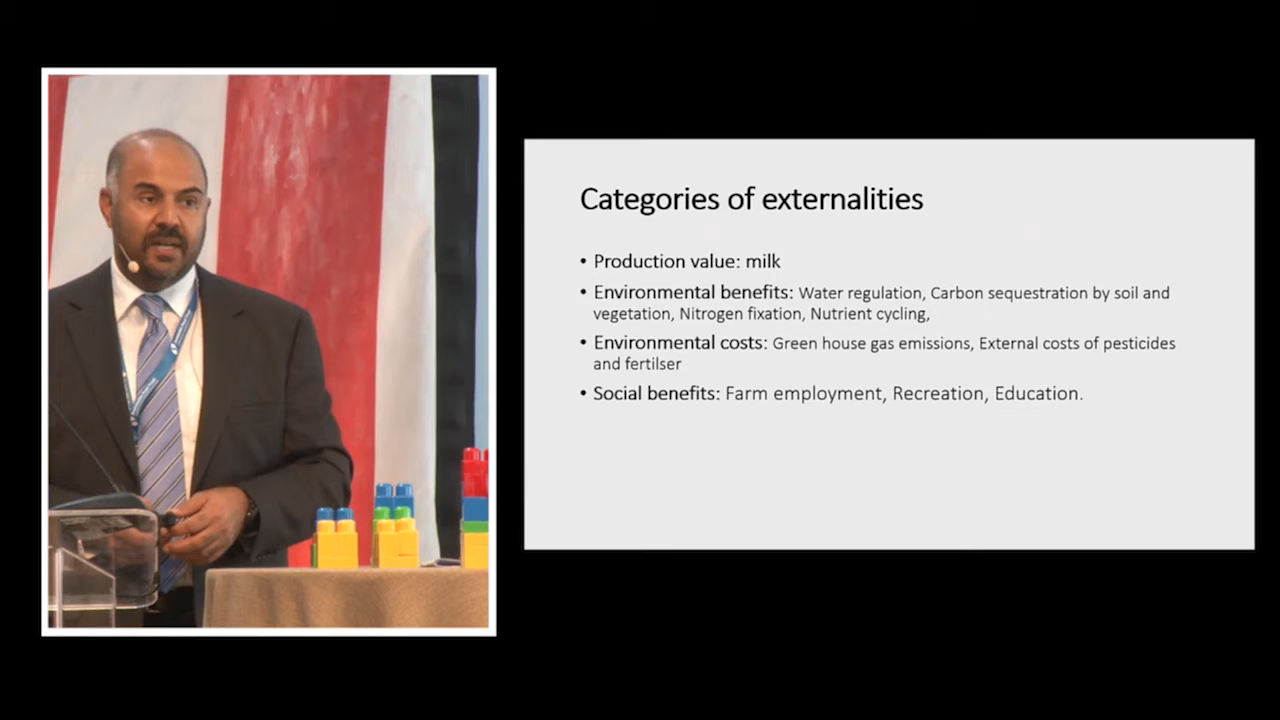 Categories of externalities
• Production value: milk
• Environmental benefits: Water regulation, Carbon sequestration by soil and
vegetation, Nitrogen fixation, Nutrient cycling,
• Environmental costs: Green house gas emissions, External costs of pesticides
and fertilser
• Social benefits: Farm employment, Recreation, Education.